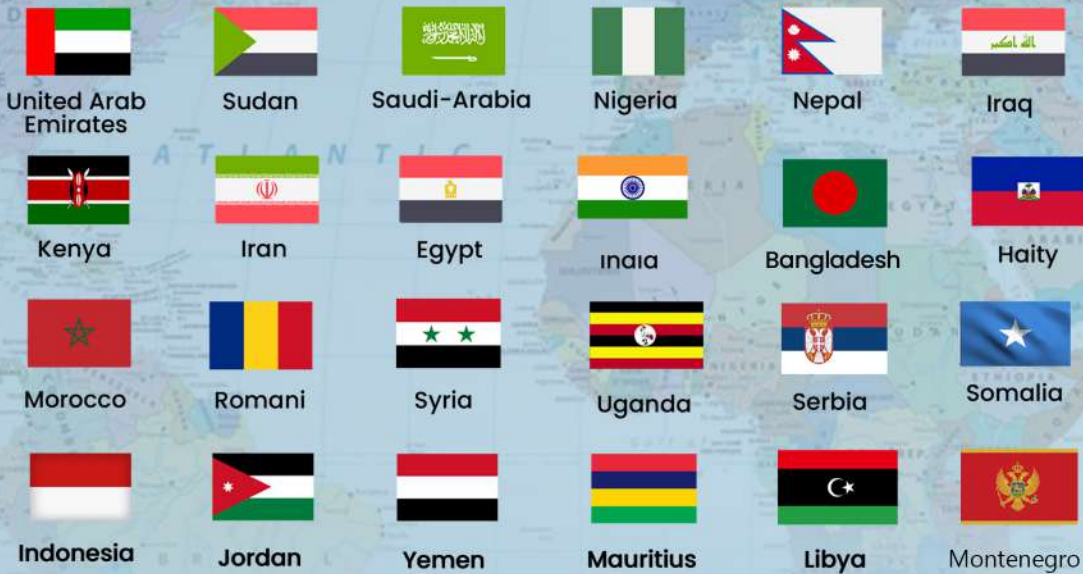 United Arab
Emirates
Sudan
Saudi-Arabia
Nigeria
Nepal
Iraq
ATLANTIC
Kenya
Iran
Egypt
India
Bangladesh
Haity
Morocco
Romani
Syria
Uganda
Serbia
Somalia
Indonesia
Jordan
Yemen
Mauritius
Libya
Montenegro